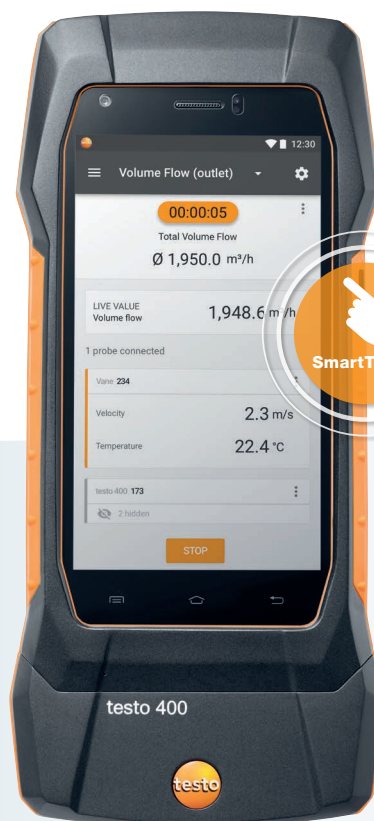 12:30
Volume Flow (outlet)
00:00:05
Total Volume Flow
Ø 1,950.0 m³/h
LIVE VALUE
Volume flow
1,948.6 m³/h
1 probe connected
Vane 234
Velocity 2.3 m/s
Temperature 22.4 °C
testo 400 173
2 hidden
STOP
SmartT
testo 400
testo